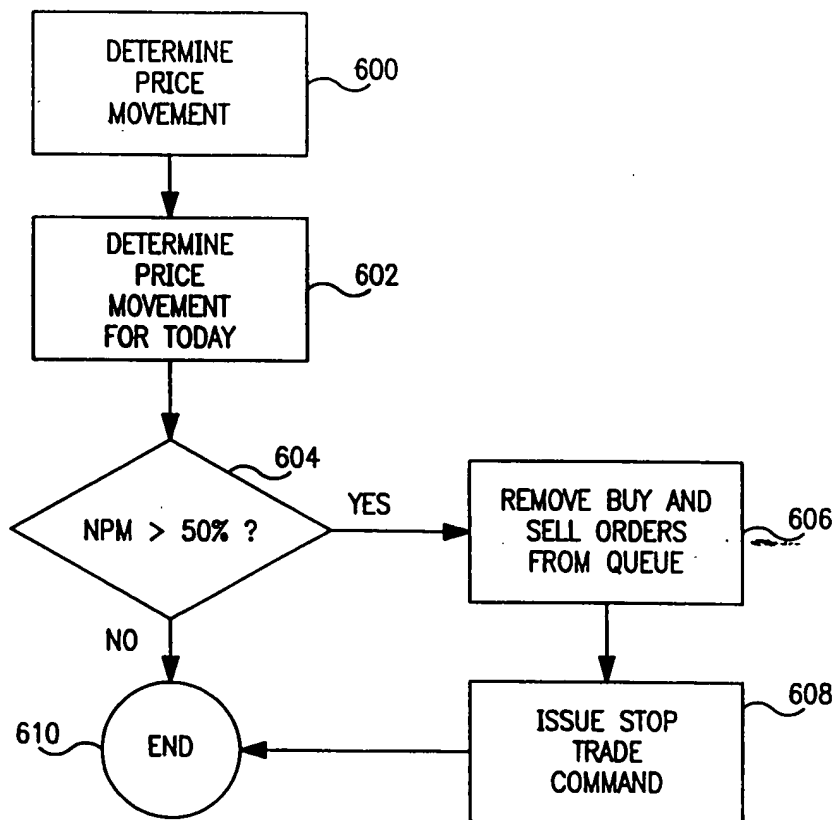 DETERMINE
PRICE
MOVEMENT
600
DETERMINE
PRICE
MOVEMENT
FOR TODAY
602
604
NPM > 50% ?
YES
REMOVE BUY AND
SELL ORDERS
FROM QUEUE
606
NO
610
END
ISSUE STOP
TRADE
COMMAND
608